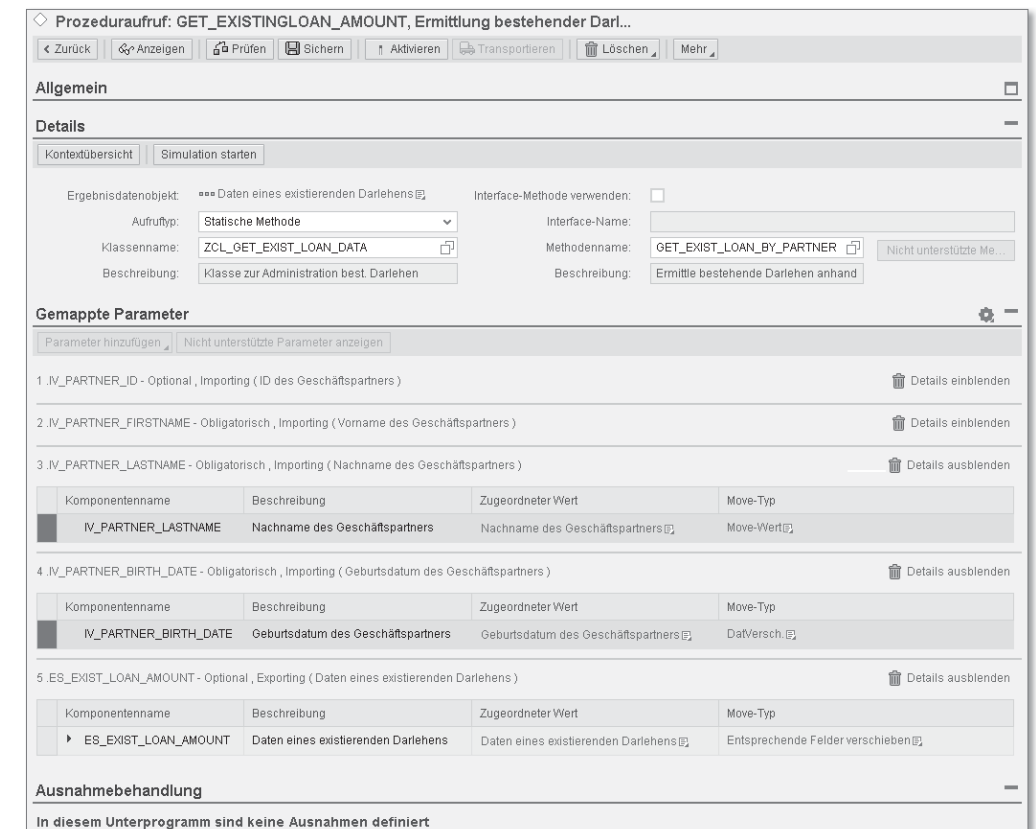 Prozeduraufruf: GET_EXISTINGLOAN_AMOUNT, Ermittlung bestehender Darl...
Zurück Anzeigen Prüfen Sichern Aktivieren Transportieren Löschen Mehr
Allgemein
Details
Kontextübersicht Simulation starten
Ergebnisdatenobjekt: Daten eines existierenden Darlehens Interface-Methode verwenden:
Aufruftyp: Statische Methode Interface-Name:
Klassenname: ZCL_GET_EXIST_LOAN_DATA Methodenname: GET_EXIST_LOAN_BY_PARTNER Nicht unterstützte Me...
Beschreibung: Klasse zur Administration best. Darlehen Beschreibung: Ermittle bestehende Darlehen anhand
Gemappte Parameter
Parameter hinzufügen Nicht unterstützte Parameter anzeigen
1 .IV_PARTNER_ID - Optional , Importing ( ID des Geschäftspartners ) Details einblenden
2 .IV_PARTNER_FIRSTNAME - Obligatorisch , Importing ( Vorname des Geschäftspartners ) Details einblenden
3 .IV_PARTNER_LASTNAME - Obligatorisch , Importing ( Nachname des Geschäftspartners ) Details ausblenden
Komponentenname Beschreibung Zugeordneter Wert Move-Typ
IV_PARTNER_LASTNAME Nachname des Geschäftspartners Nachname des Geschäftspartners Move-Wert
4 .IV_PARTNER_BIRTH_DATE - Obligatorisch , Importing ( Geburtsdatum des Geschäftspartners ) Details ausblenden
Komponentenname Beschreibung Zugeordneter Wert Move-Typ
IV_PARTNER_BIRTH_DATE Geburtsdatum des Geschäftspartners Geburtsdatum des Geschäftspartners DatVersch.
5 .ES_EXIST_LOAN_AMOUNT - Optional , Exporting ( Daten eines existierenden Darlehens ) Details ausblenden
Komponentenname Beschreibung Zugeordneter Wert Move-Typ
ES_EXIST_LOAN_AMOUNT Daten eines existierenden Darlehens Daten eines existierenden Darlehens Entsprechende Felder verschieben
Ausnahmebehandlung
In diesem Unterprogramm sind keine Ausnahmen definiert